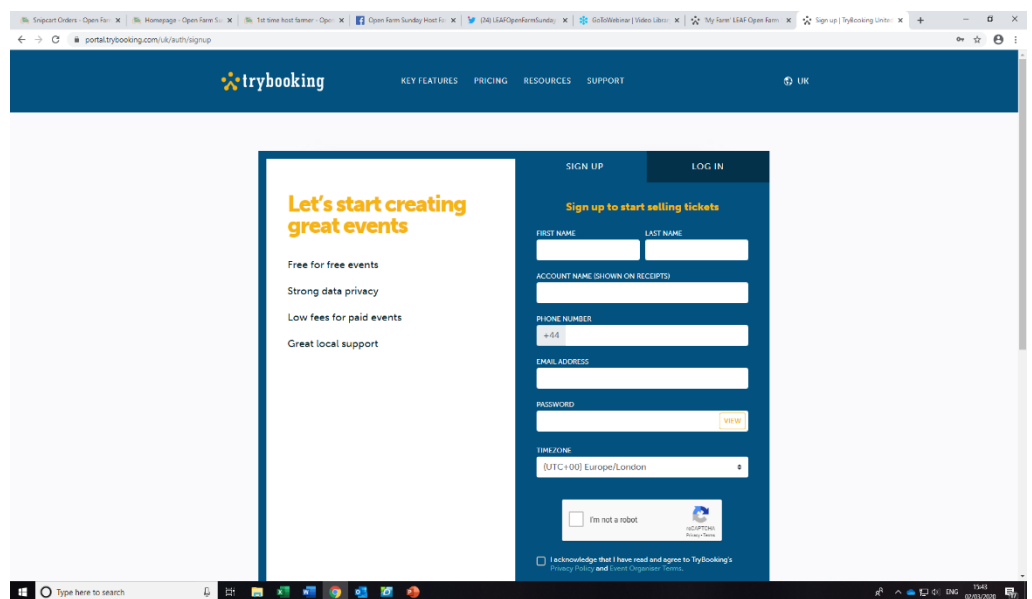 Snipcart Orders - Open Farm
Homepage - Open Farm Su
1st time host farmer - Open
Open Farm Sunday Host Fa
(24) LEAFOpenFarmSunday
GoToWebinar | Video Librar
'My Farm' LEAF Open Farm
Sign up | TryBooking United
portal.trybooking.com/uk/auth/signup
trybooking
KEY FEATURES
PRICING
RESOURCES
SUPPORT
UK
Let's start creating
great events
Free for free events
Strong data privacy
Low fees for paid events
Great local support
SIGN UP
LOG IN
Sign up to start selling tickets
FIRST NAME
LAST NAME
ACCOUNT NAME (SHOWN ON RECEIPTS)
PHONE NUMBER
+44
EMAIL ADDRESS
PASSWORD
VIEW
TIMEZONE
(UTC+00) Europe/London
I'm not a robot
reCAPTCHA
Privacy - Terms
I acknowledge that I have read and agree to TryBooking's
Privacy Policy and Event Organiser Terms.
Type here to search
ENG
15:43
02/03/2020